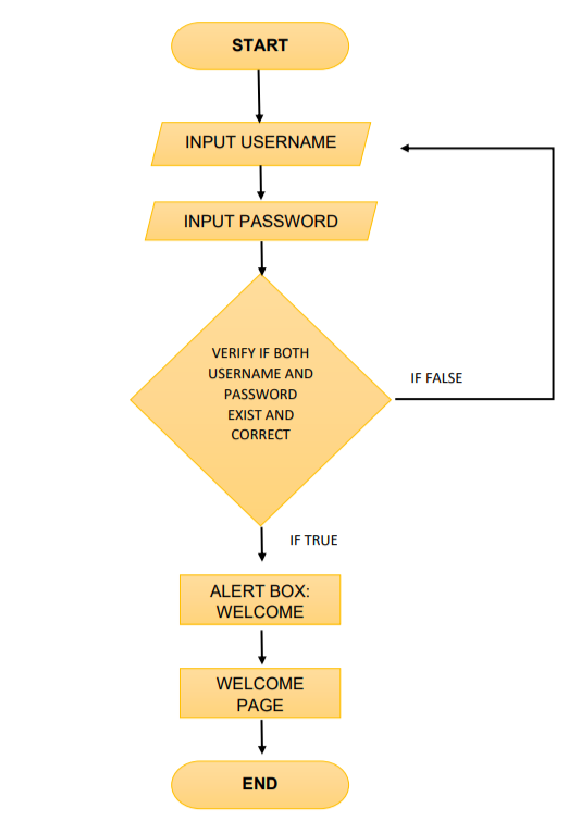 START
INPUT USERNAME
INPUT PASSWORD
VERIFY IF BOTH
USERNAME AND
PASSWORD
EXIST AND
CORRECT
IF FALSE
IF TRUE
ALERT BOX:
WELCOME
WELCOME
PAGE
END